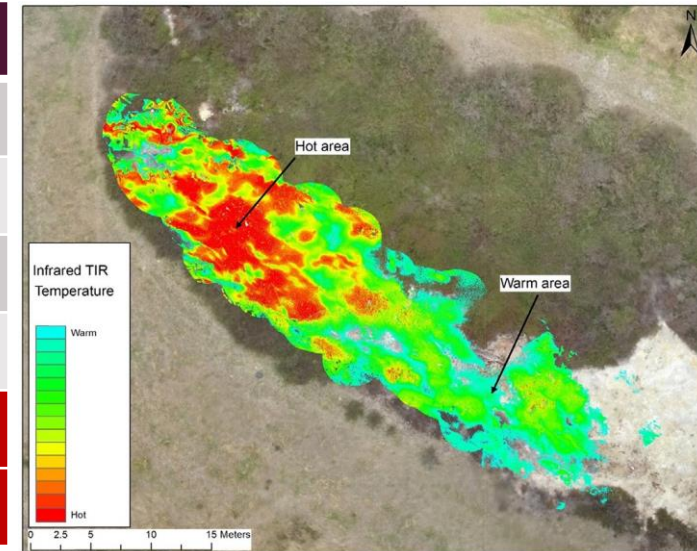 N
Hot area
Warm area
Infrared TIR
Temperature
Warm
Hot
0 2.5 5 10 15 Meters